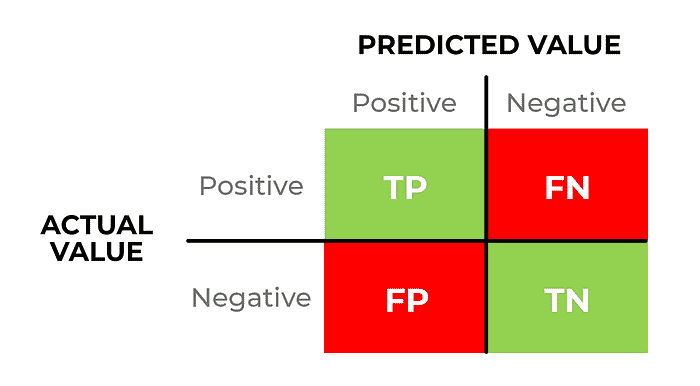 PREDICTED VALUE
Positive Negative
Positive TP FN
ACTUAL
VALUE
Negative FP TN